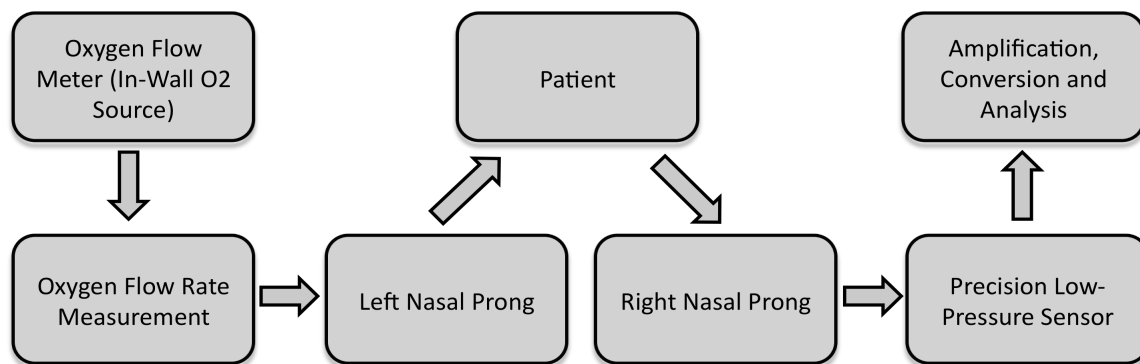 Oxygen Flow
Meter (In-Wall O2
Source)
Patient
Amplification,
Conversion and
Analysis
Oxygen Flow Rate
Measurement
Left Nasal Prong
Right Nasal Prong
Precision Low-
Pressure Sensor